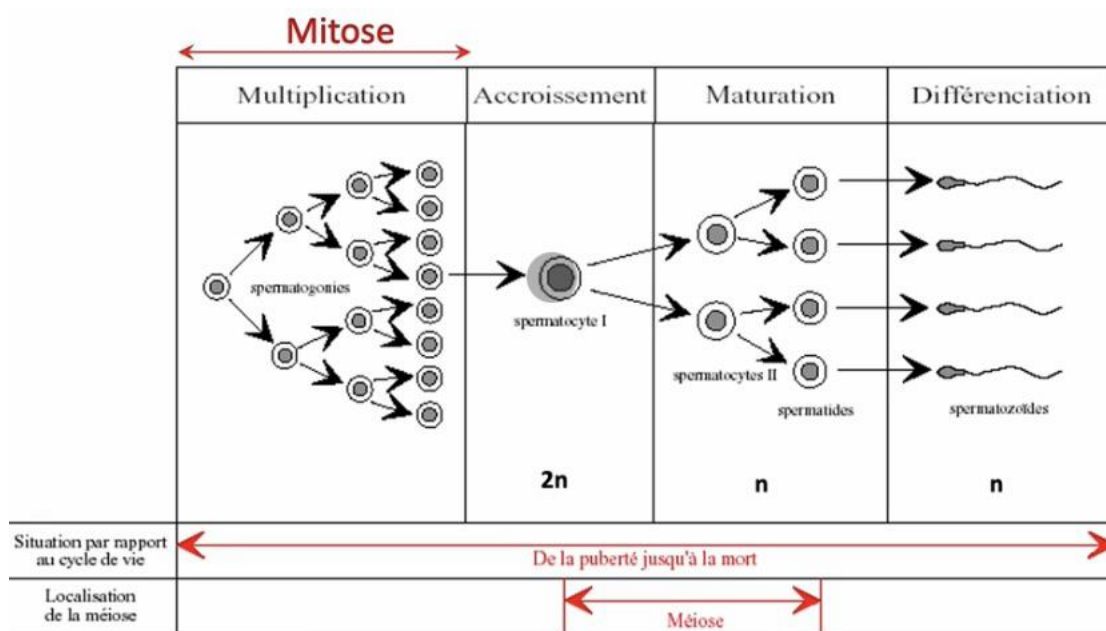 Mitose
Multiplication
Accroissement
Maturation
Différenciation
spermatogonies
spermatocyte I
spermatocytes II
spermatides
spermatozoïdes
2n
n
n
Situation par rapport
au cycle de vie
De la puberté jusqu'à la mort
Localisation
de la méiose
Méiose